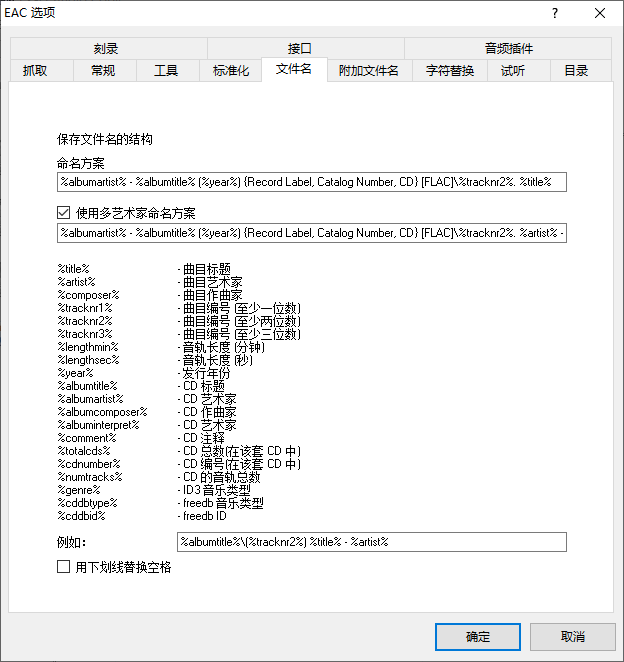 EAC 选项
刻录 接口 音频插件
抓取 常规 工具 标准化 文件名 附加文件名 字符替换 试听 目录
保存文件名的结构
命名方案
%albumartist% - %albumtitle% (%year%) {Record Label, Catalog Number, CD} [FLAC]\%tracknr2%. %title%
使用多艺术家命名方案
%albumartist% - %albumtitle% (%year%) {Record Label, Catalog Number, CD} [FLAC]\%tracknr2%. %artist% -
%title% - 曲目标题
%artist% - 曲目艺术家
%composer% - 曲目作曲家
%tracknr1% - 曲目编号 (至少一位数)
%tracknr2% - 曲目编号 (至少两位数)
%tracknr3% - 曲目编号 (至少三位数)
%lengthmin% - 音轨长度 (分钟)
%lengthsec% - 音轨长度 (秒)
%year% - 发行年份
%albumtitle% - CD 标题
%albumartist% - CD 艺术家
%albumcomposer% - CD 作曲家
%albuminterpret% - CD 艺术家
%comment% - CD 注释
%totalcds% - CD 总数(在该套 CD 中)
%cdnumber% - CD 编号(在该套 CD 中)
%numtracks% - CD 的音轨总数
%genre% - ID3 音乐类型
%cddbtype% - freedb 音乐类型
%cddbid% - freedb ID
例如: %albumtitle%\(%tracknr2%) %title% - %artist%
用下划线替换空格
确定 取消